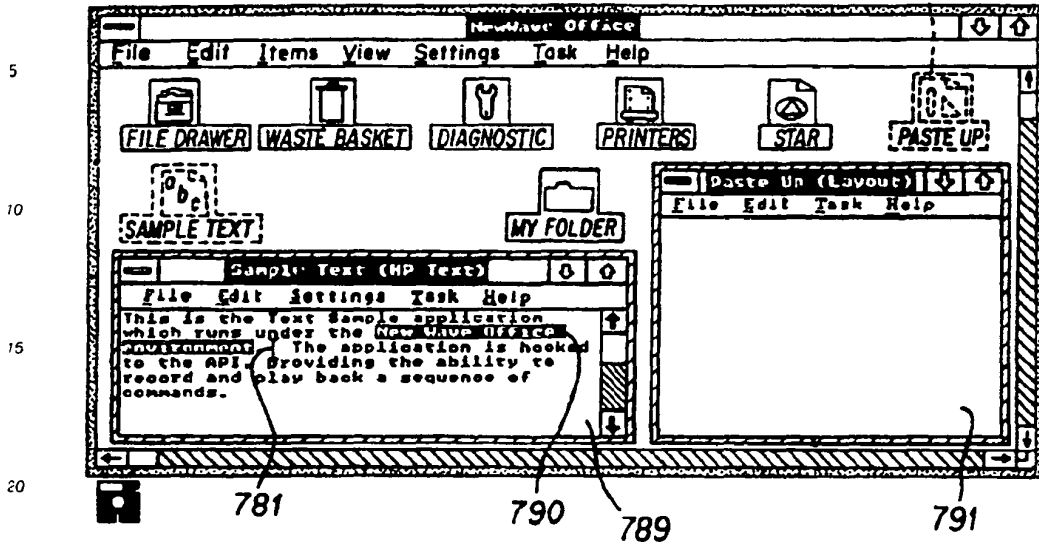 NewWave Office
File Edit Items View Settings Task Help
5
FILE DRAWER WASTE BASKET DIAGNOSTIC PRINTERS STAR PASTE UP
abc
10
SAMPLE TEXT MY FOLDER
Paste Up (Layout)
File Edit Task Help
Sample Text (HP Text)
File Edit Settings Task Help
This is the Text Sample application
which runs under the New Wave Office
environment. The application is hooked
15
to the API. Providing the ability to
record and play back a sequence of
commands.
20
781 790 789 791